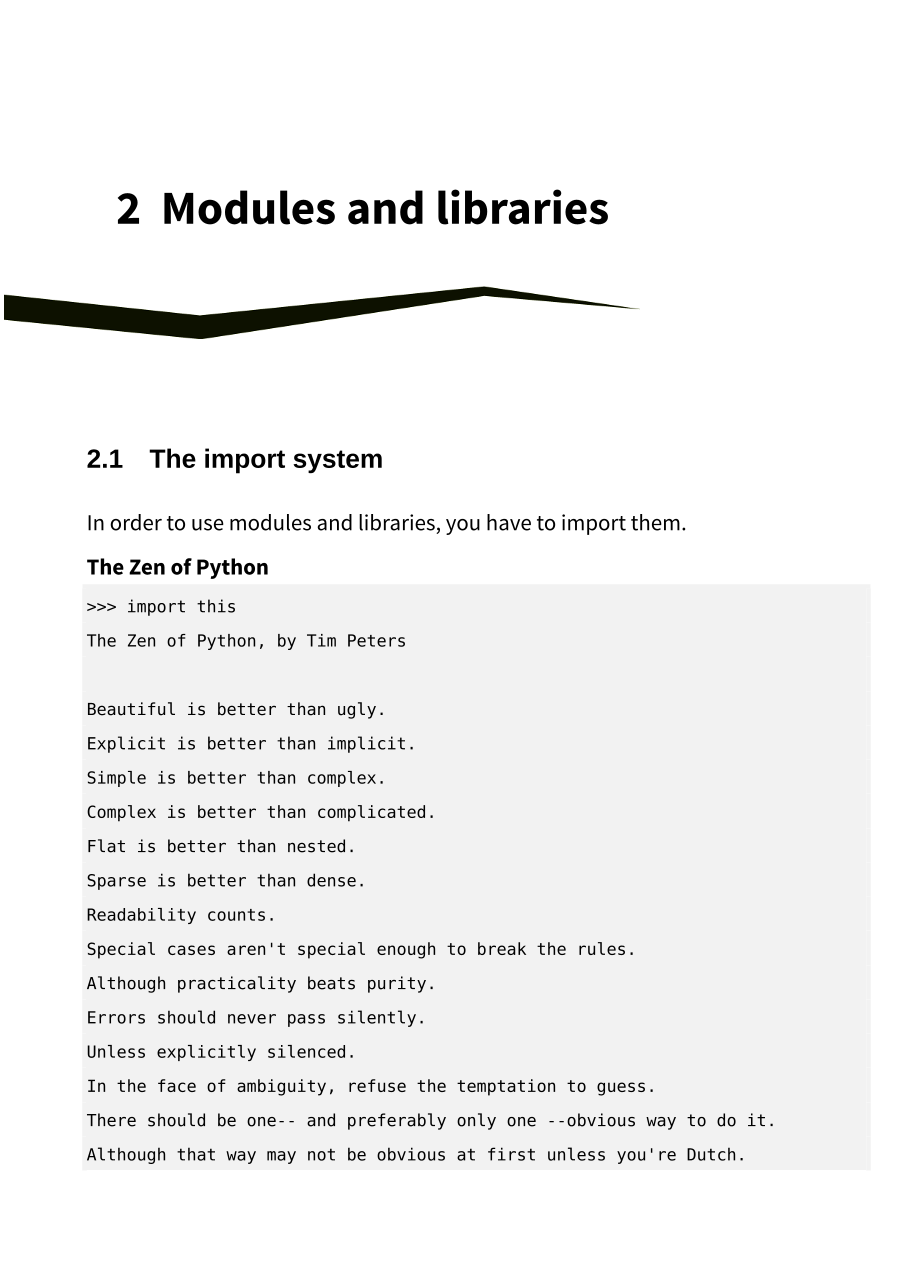 2 Modules and libraries
2.1 The import system
In order to use modules and libraries, you have to import them.
The Zen of Python
>>> import this
The Zen of Python, by Tim Peters
Beautiful is better than ugly.
Explicit is better than implicit.
Simple is better than complex.
Complex is better than complicated.
Flat is better than nested.
Sparse is better than dense.
Readability counts.
Special cases aren't special enough to break the rules.
Although practicality beats purity.
Errors should never pass silently.
Unless explicitly silenced.
In the face of ambiguity, refuse the temptation to guess.
There should be one-- and preferably only one --obvious way to do it.
Although that way may not be obvious at first unless you're Dutch.